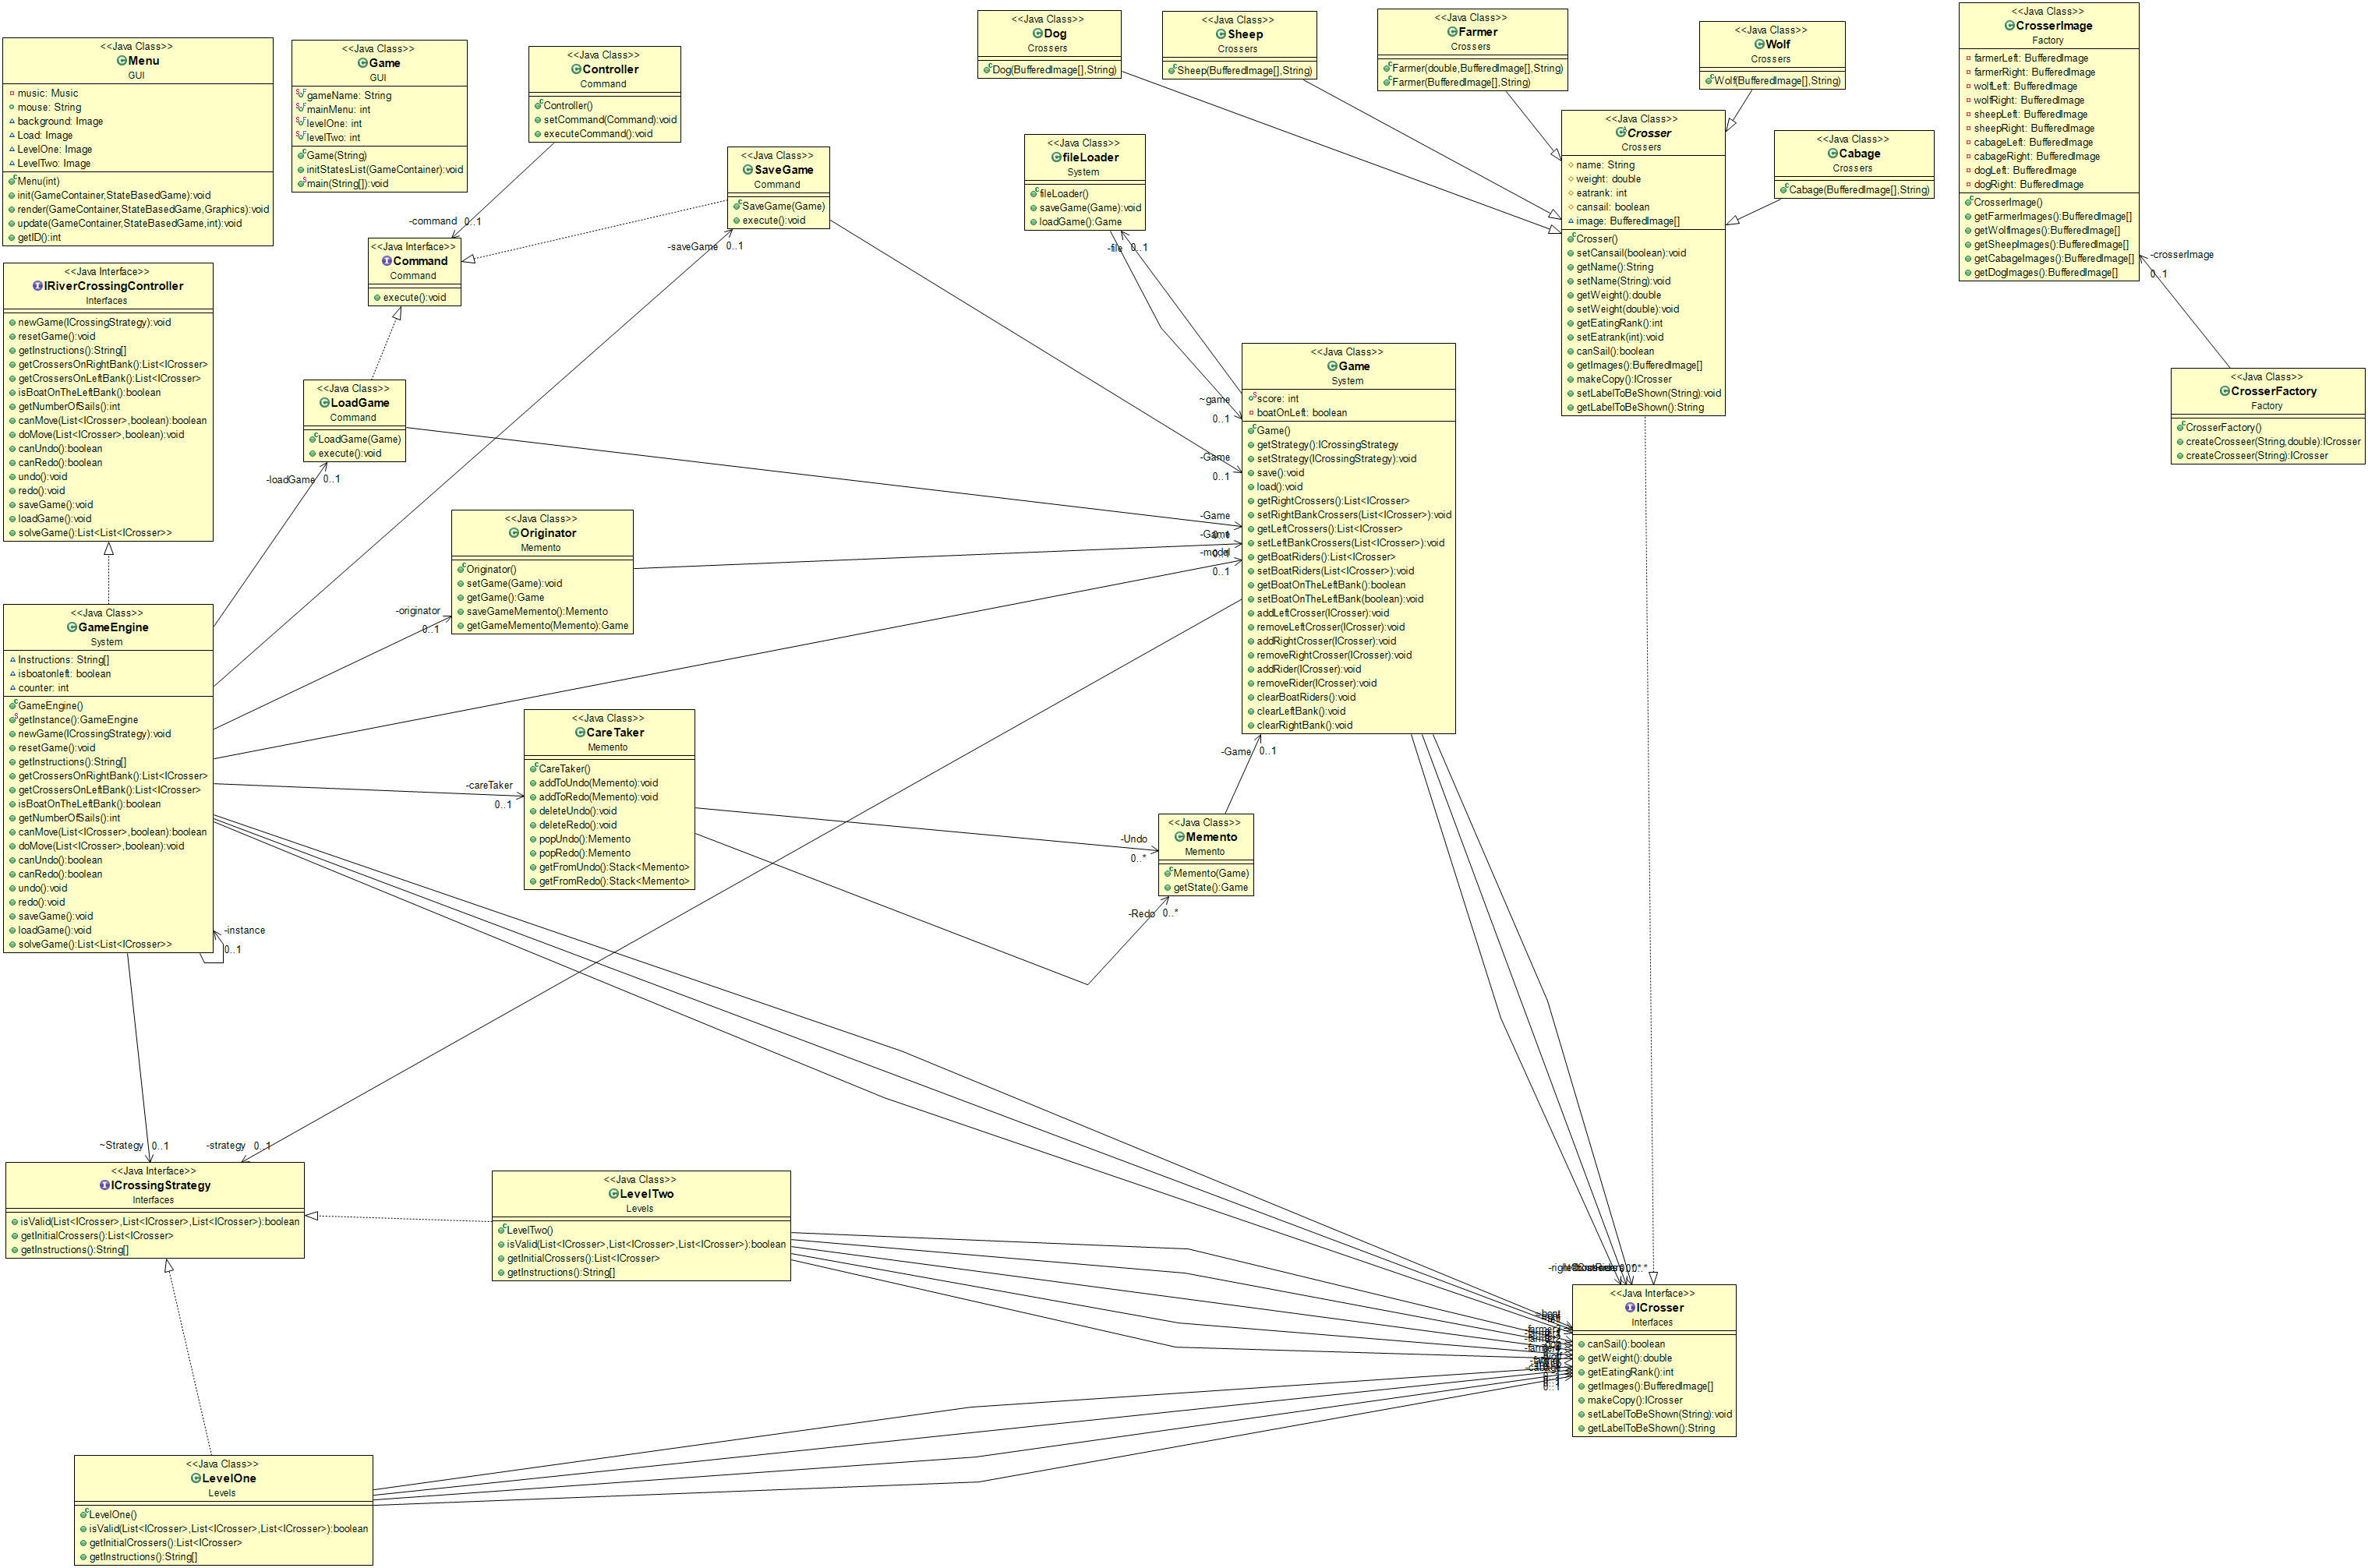 <<Java Class>>
Menu
GUI
music: Music
mouse: String
background: Image
Load: Image
LevelOne: Image
LevelTwo: Image
Menu(int)
init(GameContainer,StateBasedGame):void
render(GameContainer,StateBasedGame,Graphics):void
update(GameContainer,StateBasedGame,int):void
getID():int
<<Java Class>>
Game
GUI
gameName: String
mainMenu: int
levelOne: int
levelTwo: int
Game(String)
initStatesList(GameContainer):void
main(String[]):void
<<Java Class>>
Controller
Command
Controller()
setCommand(Command):void
executeCommand():void
-command 0..1
<<Java Class>>
SaveGame
Command
SaveGame(Game)
execute():void
-saveGame 0..1
<<Java Interface>>
Command
Command
execute():void
<<Java Class>>
Dog
Crossers
Dog(BufferedImage[],String)
<<Java Class>>
Sheep
Crossers
Sheep(BufferedImage[],String)
<<Java Class>>
Farmer
Crossers
Farmer(double,BufferedImage[],String)
Farmer(BufferedImage[],String)
<<Java Class>>
Wolf
Crossers
Wolf(BufferedImage[],String)
<<Java Class>>
Cabage
Crossers
Cabage(BufferedImage[],String)
<<Java Class>>
Crosser
Crossers
name: String
weight: double
eatrank: int
cansail: boolean
image: BufferedImage[]
Crosser()
setCansail(boolean):void
getName():String
setName(String):void
getWeight():double
setWeight(double):void
getEatingRank():int
setEatrank(int):void
canSail():boolean
getImages():BufferedImage[]
makeCopy():ICrosser
setLabelToBeShown(String):void
getLabelToBeShown():String
<<Java Class>>
CrosserImage
Factory
farmerLeft: BufferedImage
farmerRight: BufferedImage
wolfLeft: BufferedImage
wolfRight: BufferedImage
sheepLeft: BufferedImage
sheepRight: BufferedImage
cabageLeft: BufferedImage
cabageRight: BufferedImage
dogLeft: BufferedImage
dogRight: BufferedImage
CrosserImage()
getFarmerImages():BufferedImage[]
getWolfImages():BufferedImage[]
getSheepImages():BufferedImage[]
getCabageImages():BufferedImage[]
getDogImages():BufferedImage[]
-crosserImage
0..1
<<Java Class>>
CrosserFactory
Factory
CrosserFactory()
createCrosseer(String,double):ICrosser
createCrosseer(String):ICrosser
<<Java Class>>
fileLoader
System
fileLoader()
saveGame(Game):void
loadGame():Game
-file 0..1
<<Java Interface>>
IRiverCrossingController
Interfaces
newGame(ICrossingStrategy):void
resetGame():void
getInstructions():String[]
getCrossersOnRightBank():List<ICrosser>
getCrossersOnLeftBank():List<ICrosser>
isBoatOnTheLeftBank():boolean
getNumberOfSails():int
canMove(List<ICrosser>,boolean):boolean
doMove(List<ICrosser>,boolean):void
canUndo():boolean
canRedo():boolean
undo():void
redo():void
saveGame():void
loadGame():void
solveGame():List<List<ICrosser>>
<<Java Class>>
LoadGame
Command
LoadGame(Game)
execute():void
-loadGame 0..1
<<Java Class>>
Game
System
score: int
boatOnLeft: boolean
Game()
getStrategy():ICrossingStrategy
setStrategy(ICrossingStrategy):void
save():void
load():void
getRightCrossers():List<ICrosser>
setRightBankCrossers(List<ICrosser>):void
getLeftCrossers():List<ICrosser>
setLeftBankCrossers(List<ICrosser>):void
getBoatRiders():List<ICrosser>
setBoatRiders(List<ICrosser>):void
getBoatOnTheLeftBank():boolean
setBoatOnTheLeftBank(boolean):void
addLeftCrosser(ICrosser):void
removeLeftCrosser(ICrosser):void
addRightCrosser(ICrosser):void
removeRightCrosser(ICrosser):void
addRider(ICrosser):void
removeRider(ICrosser):void
clearBoatRiders():void
clearLeftBank():void
clearRightBank():void
~game
0..1
-Game
0..1
-Game
-Game
-model
0..1
<<Java Class>>
Originator
Memento
Originator()
setGame(Game):void
getGame():Game
saveGameMemento():Memento
getGameMemento(Memento):Game
-originator
0..1
<<Java Class>>
GameEngine
System
Instructions: String[]
isboatonleft: boolean
counter: int
GameEngine()
getInstance():GameEngine
newGame(ICrossingStrategy):void
resetGame():void
getInstructions():String[]
getCrossersOnRightBank():List<ICrosser>
getCrossersOnLeftBank():List<ICrosser>
isBoatOnTheLeftBank():boolean
getNumberOfSails():int
canMove(List<ICrosser>,boolean):boolean
doMove(List<ICrosser>,boolean):void
canUndo():boolean
canRedo():boolean
undo():void
redo():void
saveGame():void
loadGame():void
solveGame():List<List<ICrosser>>
-instance
0..1
<<Java Class>>
CareTaker
Memento
CareTaker()
addToUndo(Memento):void
addToRedo(Memento):void
deleteUndo():void
deleteRedo():void
popUndo():Memento
popRedo():Memento
getFromUndo():Stack<Memento>
getFromRedo():Stack<Memento>
-careTaker
0..1
-Game 0..1
<<Java Class>>
Memento
Memento
Memento(Game)
getState():Game
-Undo
0..*
-Redo 0..*
~Strategy 0..1
-strategy 0..1
<<Java Interface>>
ICrossingStrategy
Interfaces
isValid(List<ICrosser>,List<ICrosser>,List<ICrosser>):boolean
getInitialCrossers():List<ICrosser>
getInstructions():String[]
<<Java Class>>
LevelTwo
Levels
LevelTwo()
isValid(List<ICrosser>,List<ICrosser>,List<ICrosser>):boolean
getInitialCrossers():List<ICrosser>
getInstructions():String[]
<<Java Interface>>
ICrosser
Interfaces
canSail():boolean
getWeight():double
getEatingRank():int
getImages():BufferedImage[]
makeCopy():ICrosser
setLabelToBeShown(String):void
getLabelToBeShown():String
0..1
<<Java Class>>
LevelOne
Levels
LevelOne()
isValid(List<ICrosser>,List<ICrosser>,List<ICrosser>):boolean
getInitialCrossers():List<ICrosser>
getInstructions():String[]